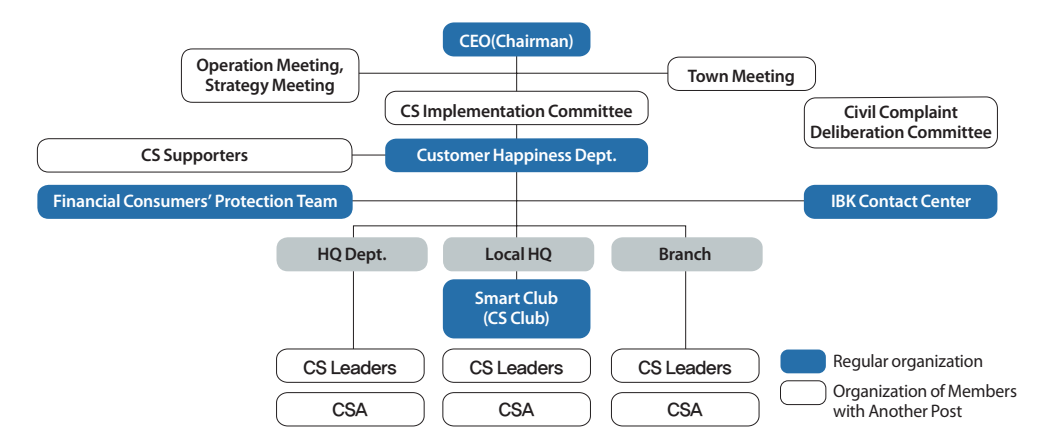 CEO(Chairman)
Operation Meeting,
Strategy Meeting
Town Meeting
CS Implementation Committee
Civil Complaint
Deliberation Committee
CS Supporters
Customer Happiness Dept.
Financial Consumers’ Protection Team
IBK Contact Center
HQ Dept.
Local HQ
Branch
Smart Club
(CS Club)
CS Leaders
CS Leaders
CS Leaders
CSA
CSA
CSA
Regular organization
Organization of Members
with Another Post